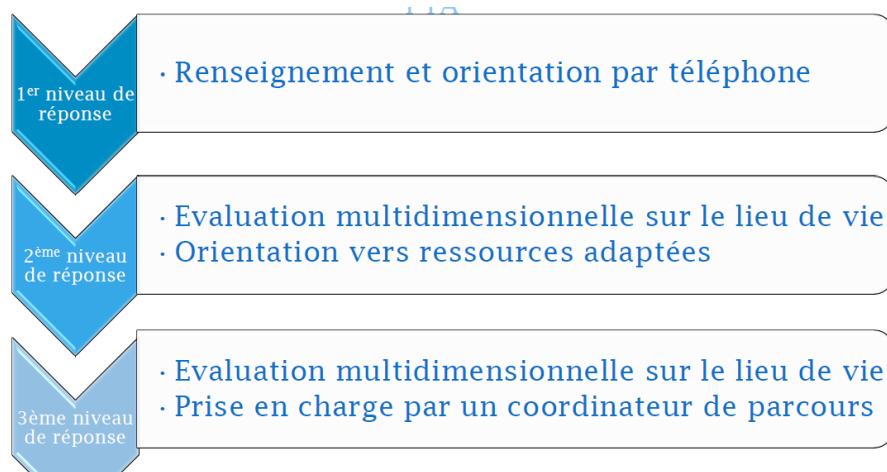 1er niveau de
réponse
· Renseignement et orientation par téléphone
2ème niveau
de réponse
· Evaluation multidimensionnelle sur le lieu de vie
· Orientation vers ressources adaptées
3ème niveau
de réponse
· Evaluation multidimensionnelle sur le lieu de vie
· Prise en charge par un coordinateur de parcours